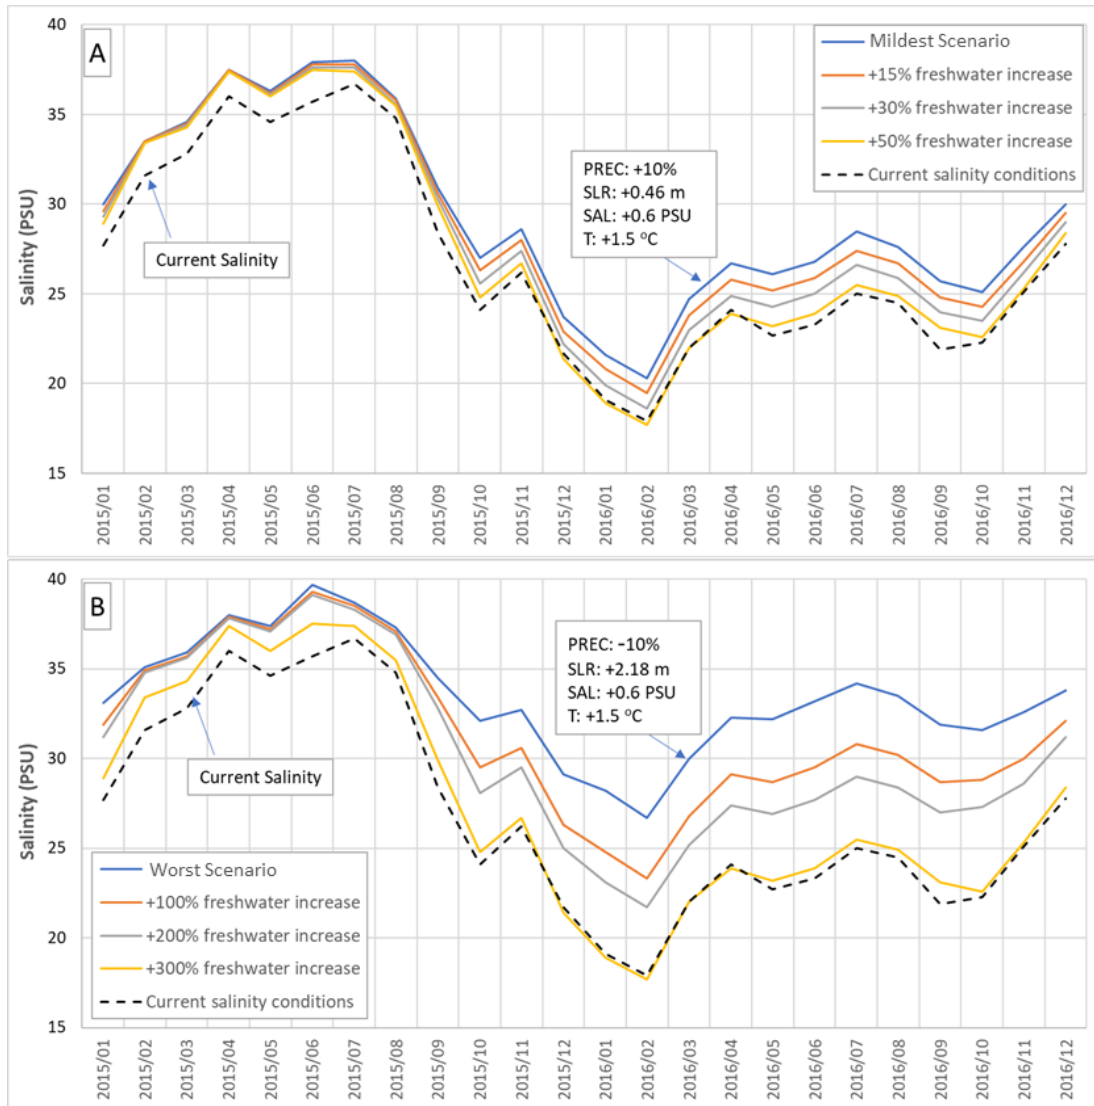 A
40
35
30
25
20
15
Salinity (PSU)
Mildest Scenario
+15% freshwater increase
+30% freshwater increase
+50% freshwater increase
Current salinity conditions
PREC: +10%
SLR: +0.46 m
SAL: +0.6 PSU
T: +1.5 °C
Current Salinity
2015/01
2015/02
2015/03
2015/04
2015/05
2015/06
2015/07
2015/08
2015/09
2015/10
2015/11
2015/12
2016/01
2016/02
2016/03
2016/04
2016/05
2016/06
2016/07
2016/08
2016/09
2016/10
2016/11
2016/12
B
40
35
30
25
20
15
Salinity (PSU)
PREC: −10%
SLR: +2.18 m
SAL: +0.6 PSU
T: +1.5 °C
Current Salinity
Worst Scenario
+100% freshwater increase
+200% freshwater increase
+300% freshwater increase
Current salinity conditions
2015/01
2015/02
2015/03
2015/04
2015/05
2015/06
2015/07
2015/08
2015/09
2015/10
2015/11
2015/12
2016/01
2016/02
2016/03
2016/04
2016/05
2016/06
2016/07
2016/08
2016/09
2016/10
2016/11
2016/12